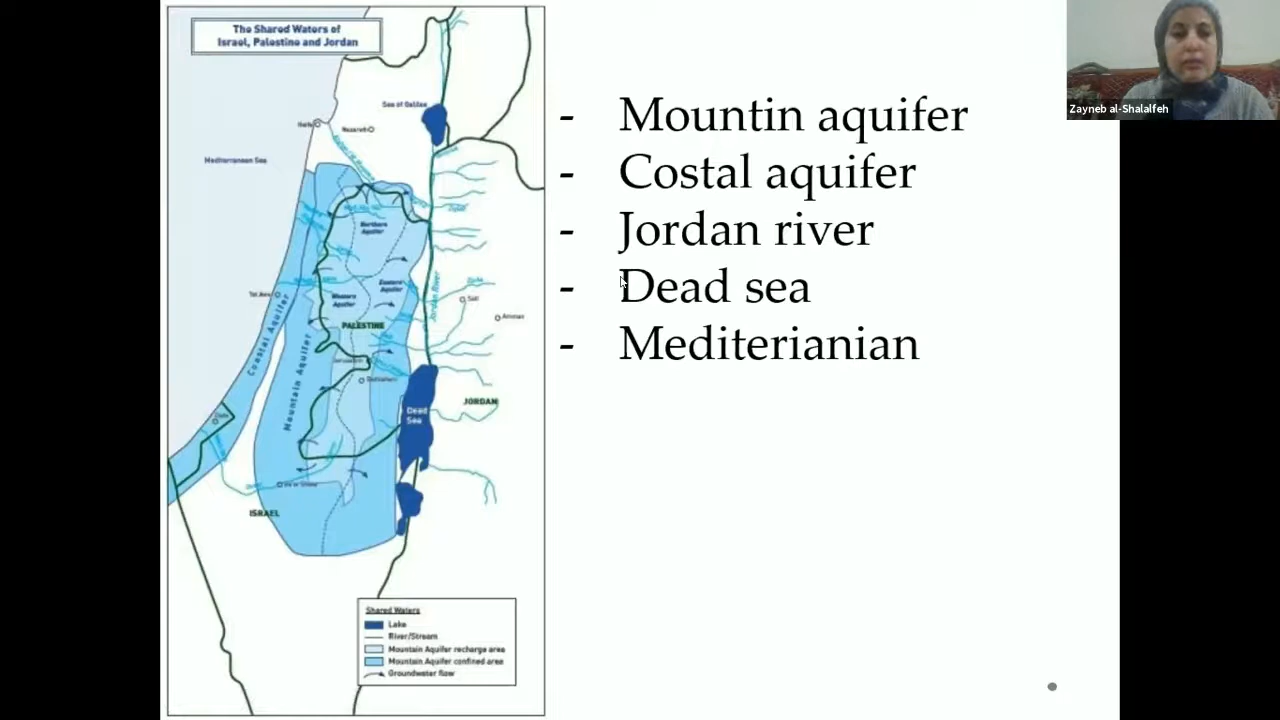 The Shared Waters of
Israel, Palestine and Jordan
Sea of Galilee
Haifa
Nazareth
Mediterranean Sea
Northern
Aquifer
Eastern
Aquifer
Western
Aquifer
Jordan River
Tel Aviv
Salt
Amman
PALESTINE
Coastal Aquifer
Mountain Aquifer
Jerusalem
Bethlehem
Dead
Sea
JORDAN
Gaza
ISRAEL
Shared Waters
Lake
River/Stream
Mountain Aquifer recharge area
Mountain Aquifer confined area
Groundwater flow
- Mountin aquifer
- Costal aquifer
- Jordan river
- Dead sea
- Mediterianian
Zayneb al-Shalalfeh